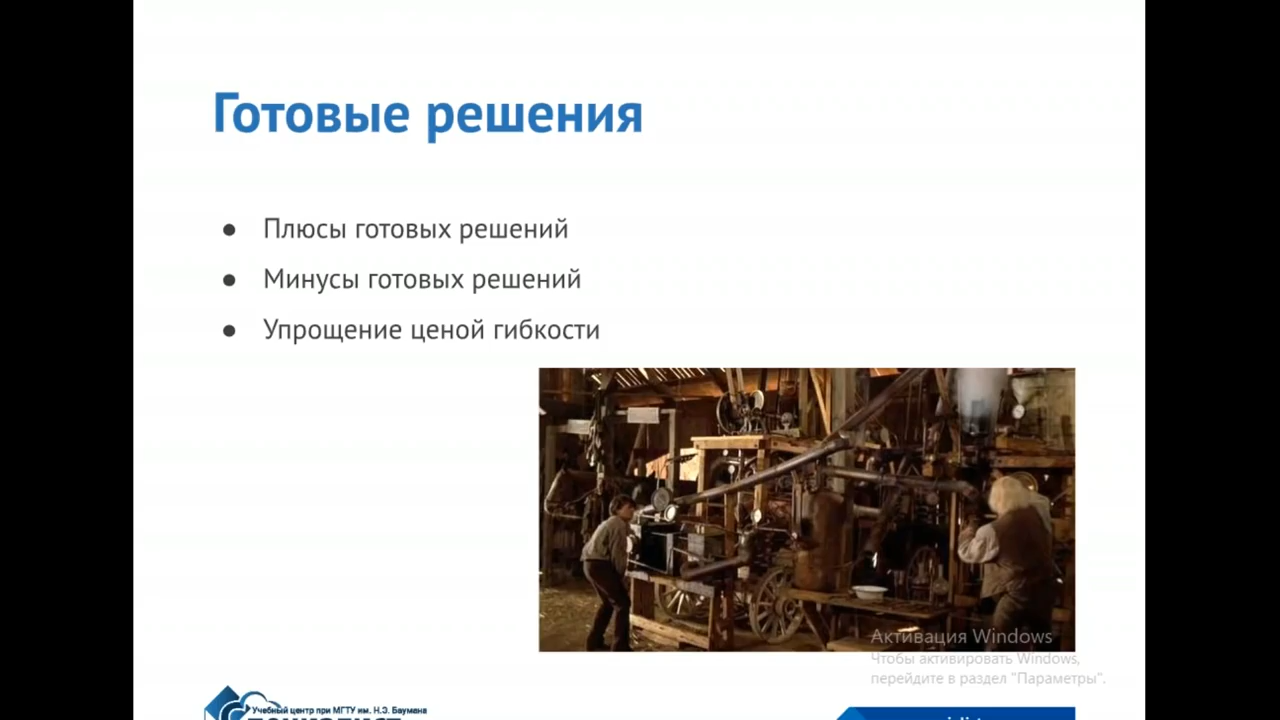 Готовые решения
● Плюсы готовых решений
● Минусы готовых решений
● Упрощение ценой гибкости
Активация Windows
Чтобы активировать Windows,
перейдите в раздел "Параметры".
Учебный центр при МГТУ им. Н.Э. Баумана